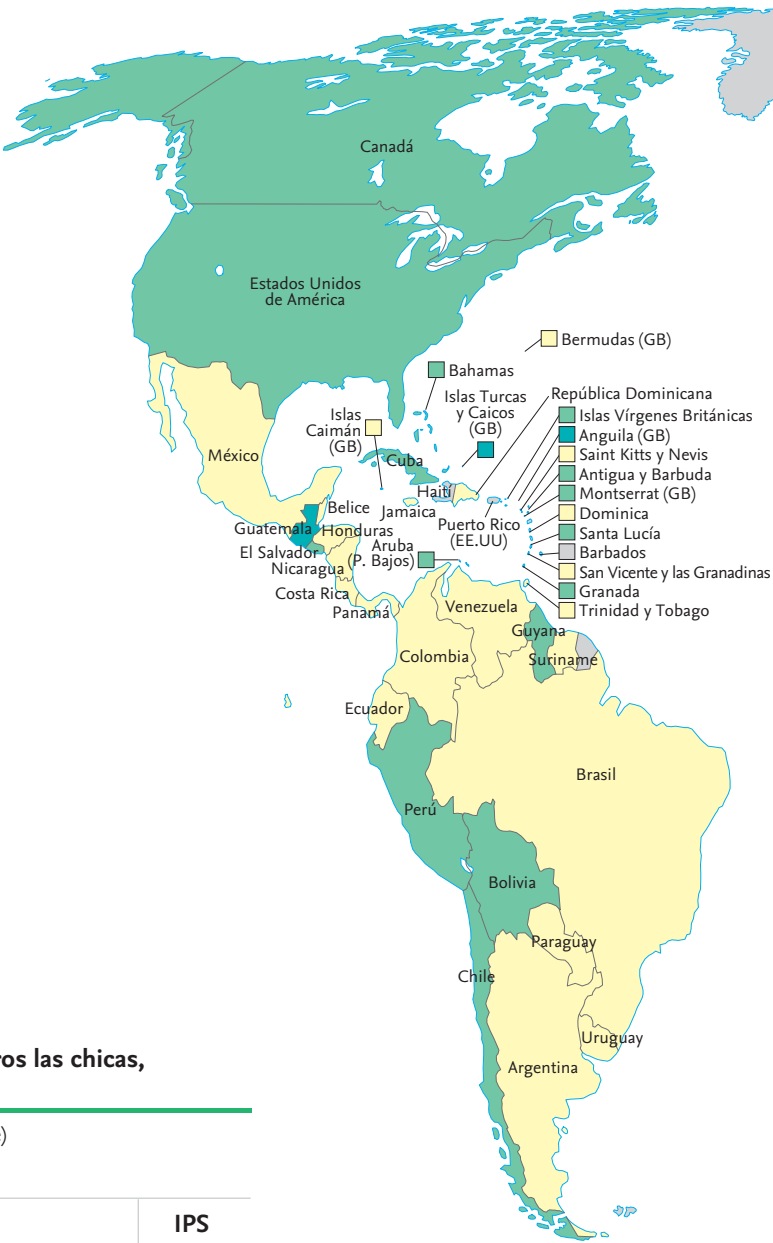 Canadá
Estados Unidos
de América
Bermudas (GB)
Bahamas
Islas Turcas
y Caicos
(GB)
República Dominicana
Islas Vírgenes Británicas
Anguila (GB)
Saint Kitts y Nevis
Antigua y Barbuda
Montserrat (GB)
Dominica
Santa Lucía
Barbados
San Vicente y las Granadinas
Granada
Trinidad y Tobago
Islas
Caimán
(GB)
México
Cuba
Haití
Jamaica
Puerto Rico
(EE.UU)
Belice
Guatemala
Honduras
El Salvador
Nicaragua
Aruba
(P. Bajos)
Costa Rica
Panamá
Venezuela
Guyana
Suriname
Colombia
Ecuador
Brasil
Perú
Bolivia
Paraguay
Chile
Uruguay
Argentina
ros las chicas,
)
IPS